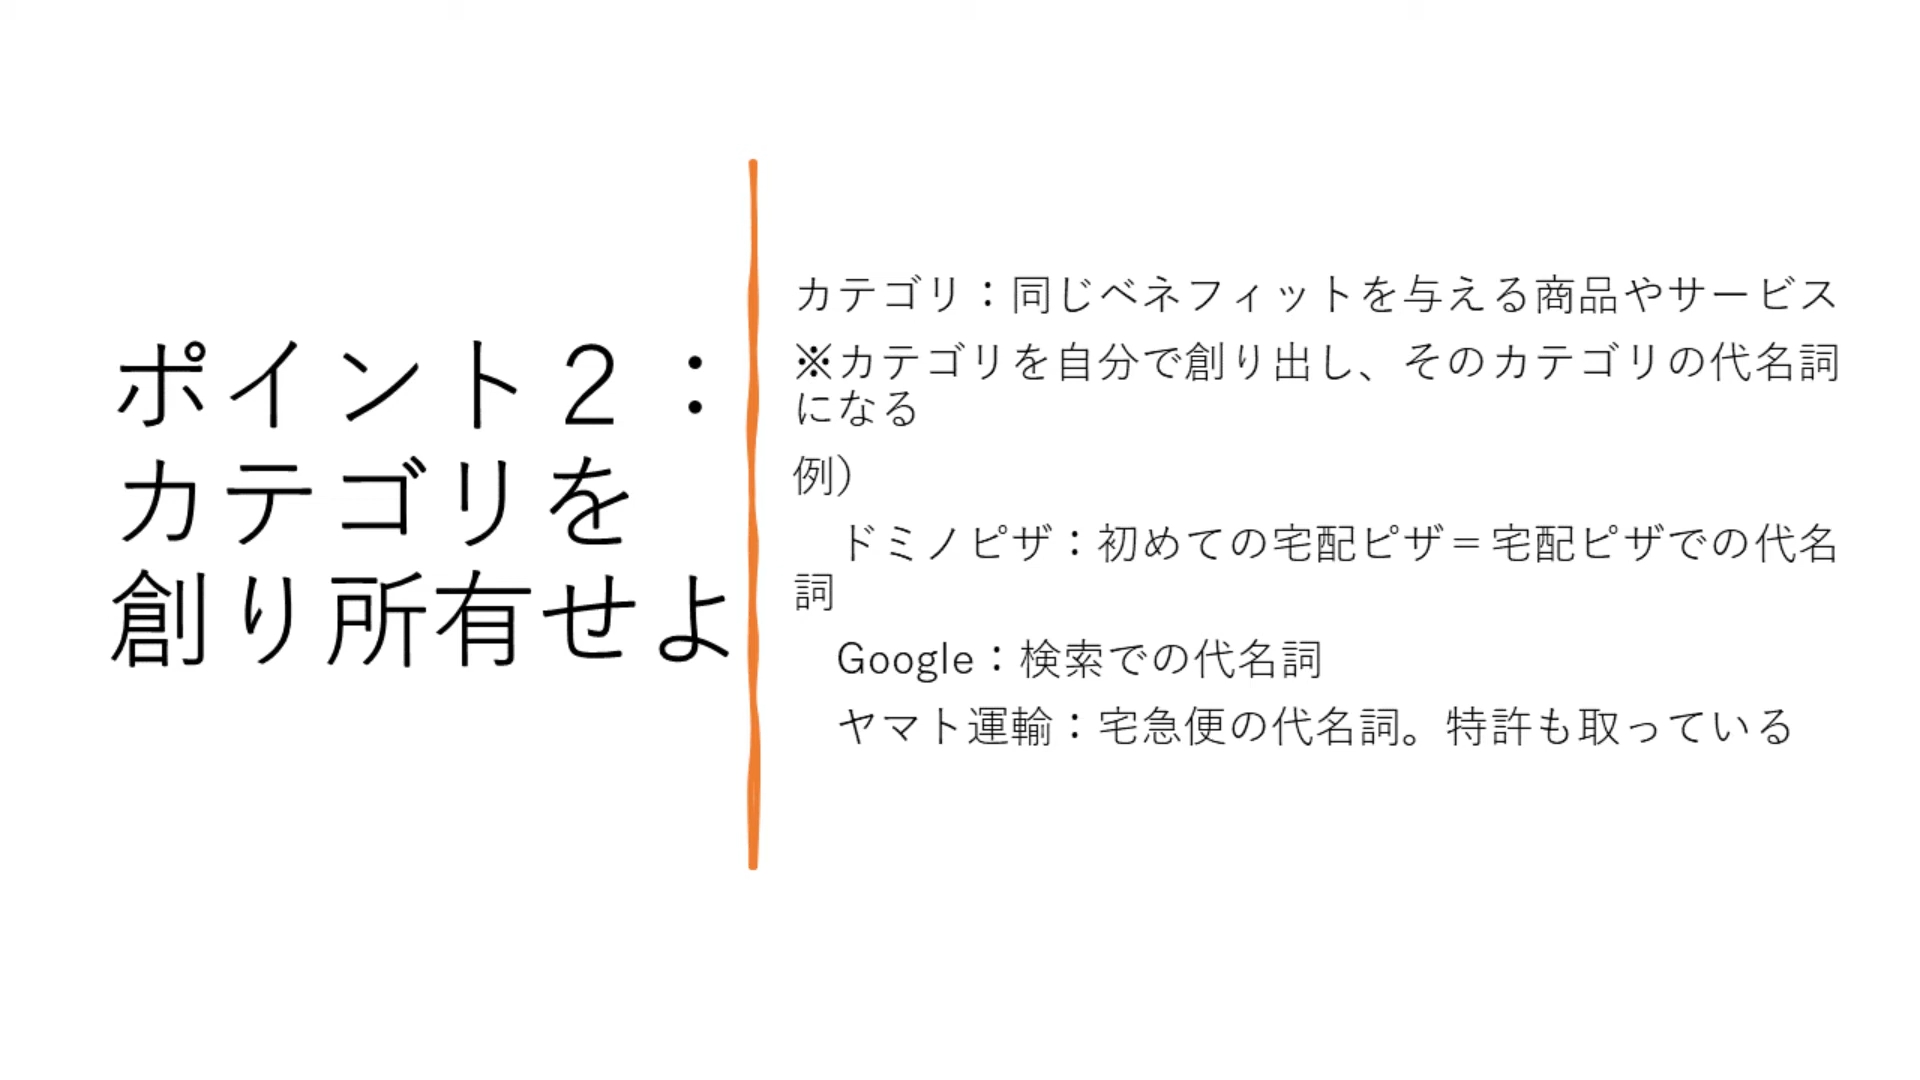 ポイント２：
カテゴリを
創り所有せよ
カテゴリ：同じベネフィットを与える商品やサービス
※カテゴリを自分で創り出し、そのカテゴリの代名詞
になる
例）
　ドミノピザ：初めての宅配ピザ＝宅配ピザでの代名
詞
　Google：検索での代名詞
　ヤマト運輸：宅急便の代名詞。特許も取っている